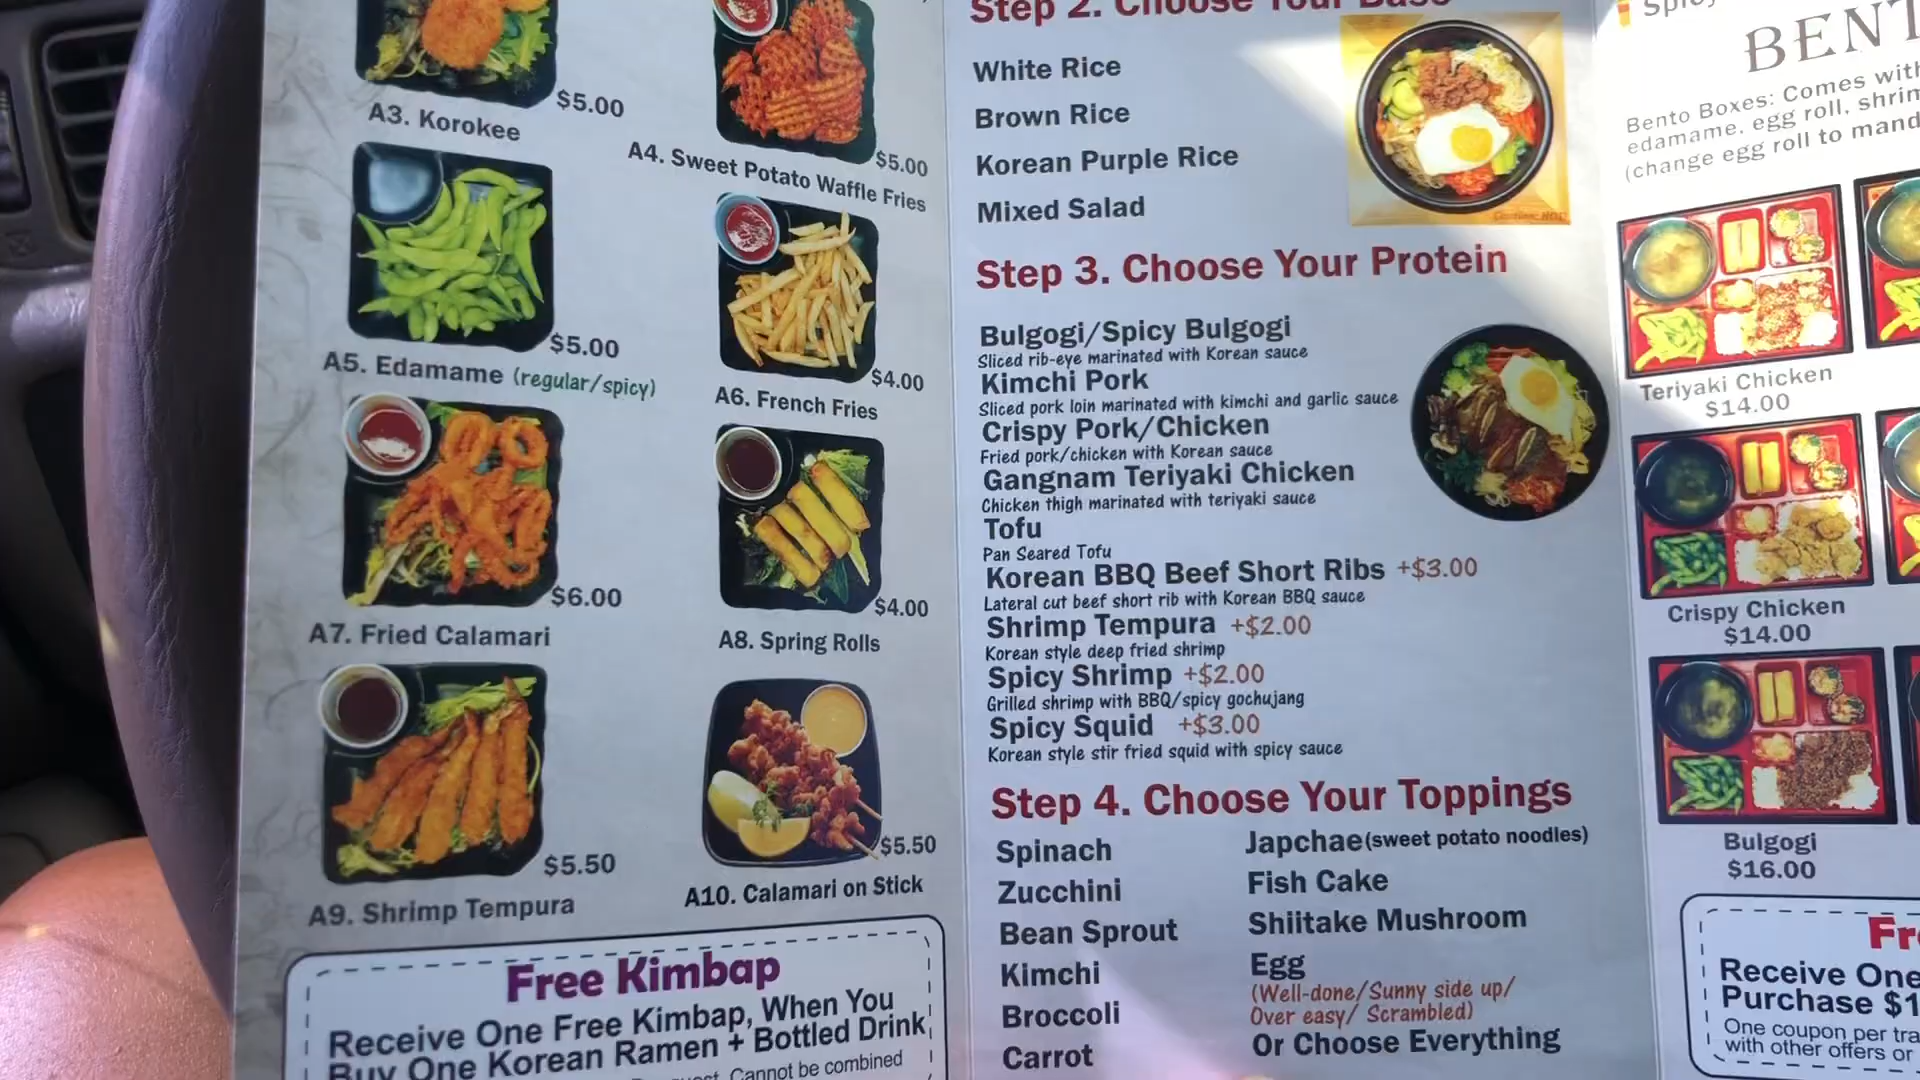 $5.00
A3. Korokee
$5.00
A4. Sweet Potato Waffle Fries
$5.00
A5. Edamame (regular/spicy)
$4.00
A6. French Fries
$6.00
A7. Fried Calamari
$4.00
A8. Spring Rolls
$5.50
A9. Shrimp Tempura
$5.50
A10. Calamari on Stick
Free Kimbap
Receive One Free Kimbap, When You
Buy One Korean Ramen + Bottled Drink
Cannot be combined
Step 2. Choose Your Base
White Rice
Brown Rice
Korean Purple Rice
Mixed Salad
Step 3. Choose Your Protein
Bulgogi/Spicy Bulgogi
Sliced rib-eye marinated with Korean sauce
Kimchi Pork
Sliced pork loin marinated with kimchi and garlic sauce
Crispy Pork/Chicken
Fried pork/chicken with Korean sauce
Gangnam Teriyaki Chicken
Chicken thigh marinated with teriyaki sauce
Tofu
Pan Seared Tofu
Korean BBQ Beef Short Ribs +$3.00
Lateral cut beef short rib with Korean BBQ sauce
Shrimp Tempura +$2.00
Korean style deep fried shrimp
Spicy Shrimp +$2.00
Grilled shrimp with BBQ/spicy gochujang
Spicy Squid +$3.00
Korean style stir fried squid with spicy sauce
Step 4. Choose Your Toppings
Spinach
Zucchini
Bean Sprout
Kimchi
Broccoli
Carrot
Japchae(sweet potato noodles)
Fish Cake
Shiitake Mushroom
Egg
(Well-done/Sunny side up/
Over easy/ Scrambled)
Or Choose Everything
BENT
Bento Boxes: Comes with
edamame, egg roll, shrim
(change egg roll to mand
Teriyaki Chicken
$14.00
Crispy Chicken
$14.00
Bulgogi
$16.00
Fre
Receive One
Purchase $1
One coupon per tra
with other offers or